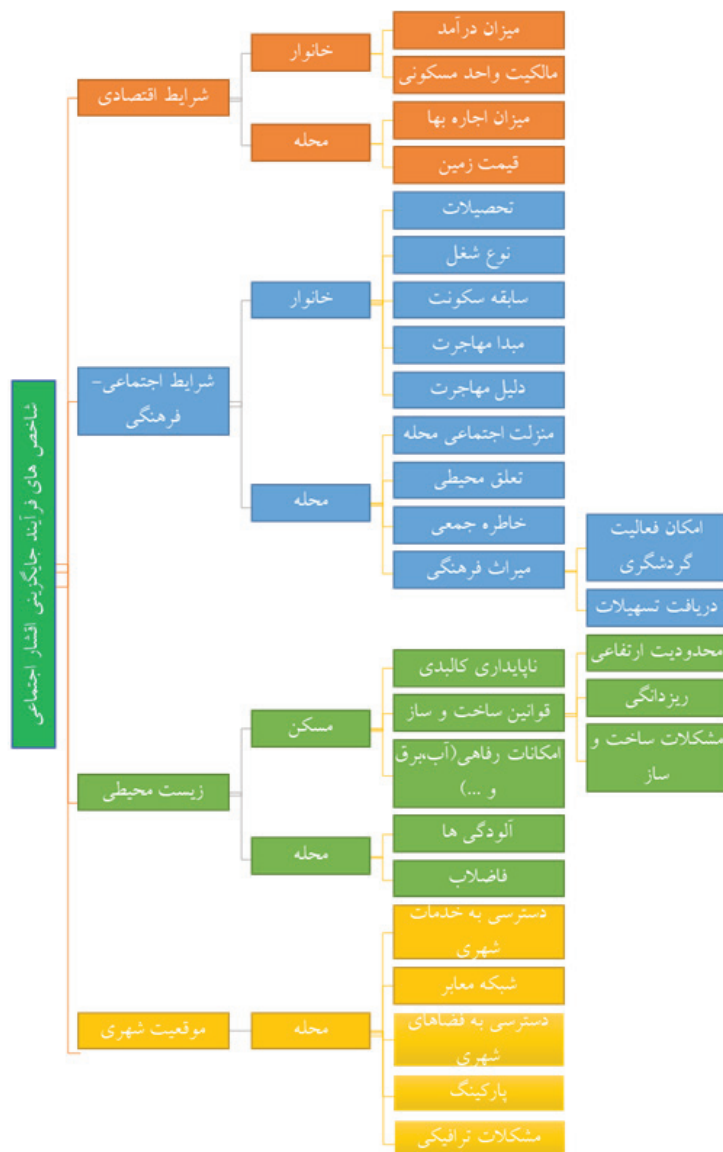 شاخص های فرآیند جایگزینی اقشار اجتماعی
شرایط اقتصادی
خانوار
میزان درآمد
مالکیت واحد مسکونی
محله
میزان اجاره بها
قیمت زمین
شرایط اجتماعی-
فرهنگی
خانوار
تحصیلات
نوع شغل
سابقه سکونت
مبدا مهاجرت
دلیل مهاجرت
محله
منزلت اجتماعی محله
تعلق محیطی
خاطره جمعی
میراث فرهنگی
امکان فعالیت
گردشگری
دریافت تسهیلات
زیست محیطی
مسکن
ناپایداری کالبدی
قوانین ساخت و ساز
محدودیت ارتفاعی
ریزدانگی
مشکلات ساخت و
ساز
امکانات رفاهی(آب،برق
و ...)
محله
آلودگی ها
فاضلاب
موقعیت شهری
محله
دسترسی به خدمات
شهری
شبکه معابر
دسترسی به فضاهای
شهری
پارکینگ
مشکلات ترافیکی